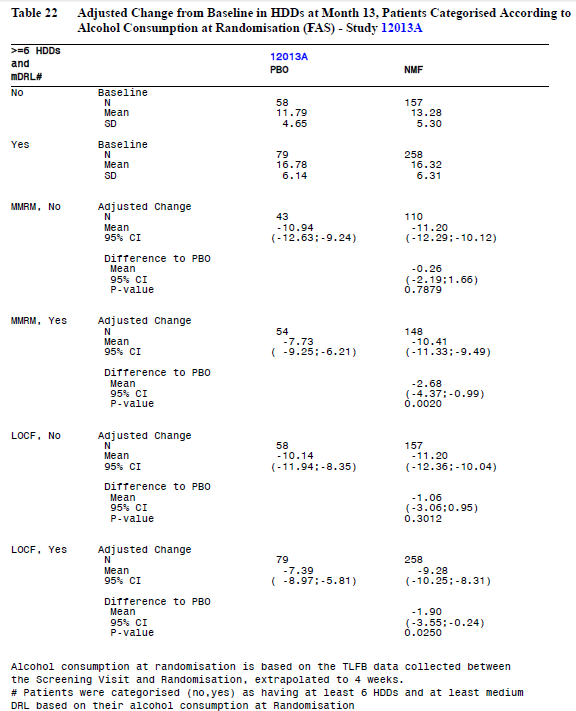 Table 22 Adjusted Change from Baseline in HDDs at Month 13, Patients Categorised According to
Alcohol Consumption at Randomisation (FAS) - Study 12013A
>=6 HDDs
and 12013A
mDRL# PBO NMF
No Baseline
N 58 157
Mean 11.79 13.28
SD 4.65 5.30
Yes Baseline
N 79 258
Mean 16.78 16.32
SD 6.14 6.31
MMRM, No Adjusted Change
N 43 110
Mean -10.94 -11.20
95% CI (-12.63;-9.24) (-12.29;-10.12)
Difference to PBO
Mean -0.26
95% CI (-2.19;1.66)
P-value 0.7879
MMRM, Yes Adjusted Change
N 54 148
Mean -7.73 -10.41
95% CI ( -9.25;-6.21) (-11.33;-9.49)
Difference to PBO
Mean -2.68
95% CI (-4.37;-0.99)
P-value 0.0020
LOCF, No Adjusted Change
N 58 157
Mean -10.14 -11.20
95% CI (-11.94;-8.35) (-12.36;-10.04)
Difference to PBO
Mean -1.06
95% CI (-3.06;0.95)
P-value 0.3012
LOCF, Yes Adjusted Change
N 79 258
Mean -7.39 -9.28
95% CI ( -8.97;-5.81) (-10.25;-8.31)
Difference to PBO
Mean -1.90
95% CI (-3.55;-0.24)
P-value 0.0250
Alcohol consumption at randomisation is based on the TLFB data collected between
the Screening Visit and Randomisation, extrapolated to 4 weeks.
# Patients were categorised (no,yes) as having at least 6 HDDs and at least medium
DRL based on their alcohol consumption at Randomisation